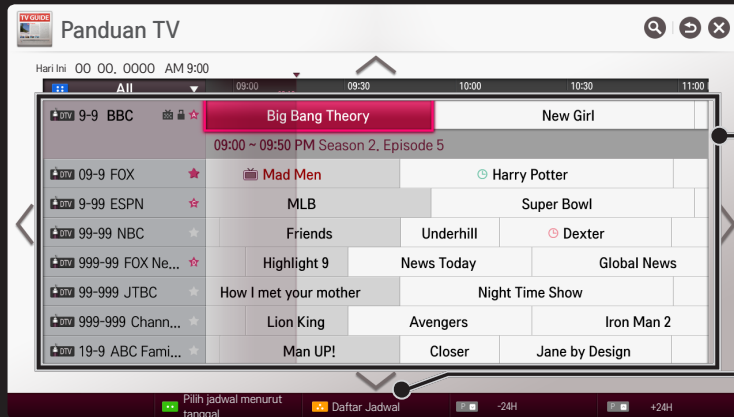 TV GUIDE
Panduan TV
Hari Ini 00 00, 0000 AM 9:00
All 09:00 09:30 10:00 10:30 11:00
DTV 9-9 BBC Big Bang Theory New Girl
09:00 ~ 09:50 PM Season 2, Episode 5
DTV 09-9 FOX Mad Men Harry Potter
DTV 9-99 ESPN MLB Super Bowl
DTV 99-99 NBC Friends Underhill Dexter
DTV 999-99 FOX Ne... Highlight 9 News Today Global News
DTV 99-999 JTBC How I met your mother Night Time Show
DTV 999-999 Chann... Lion King Avengers Iron Man 2
DTV 19-9 ABC Fami... Man UP! Closer Jane by Design
Pilih jadwal menurut
tanggal
Daftar Jadwal P -24H P +24H